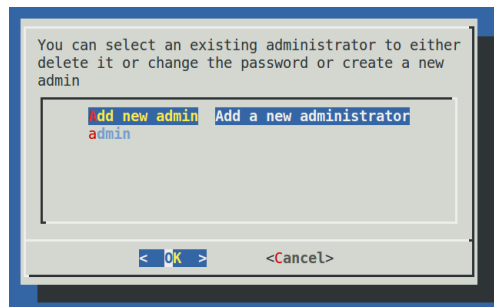 You can select an existing administrator to either
delete it or change the password or create a new
admin
Add new admin  Add a new administrator
admin
<  OK  >  <Cancel>